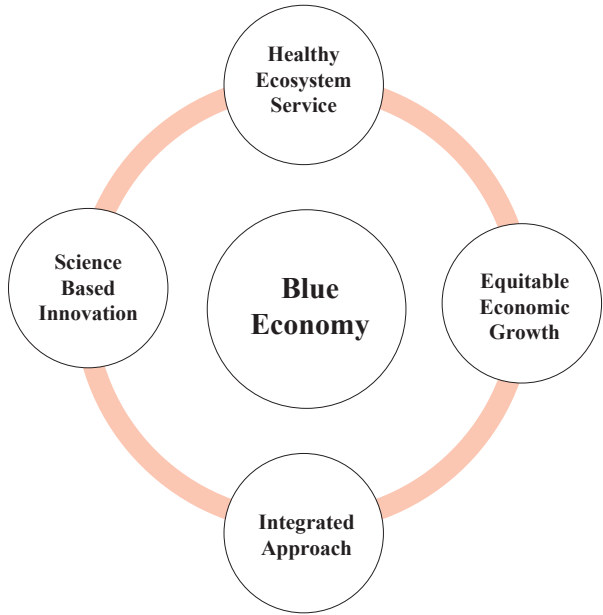 Healthy
Ecosystem
Service
Science
Based
Innovation
Blue
Economy
Equitable
Economic
Growth
Integrated
Approach